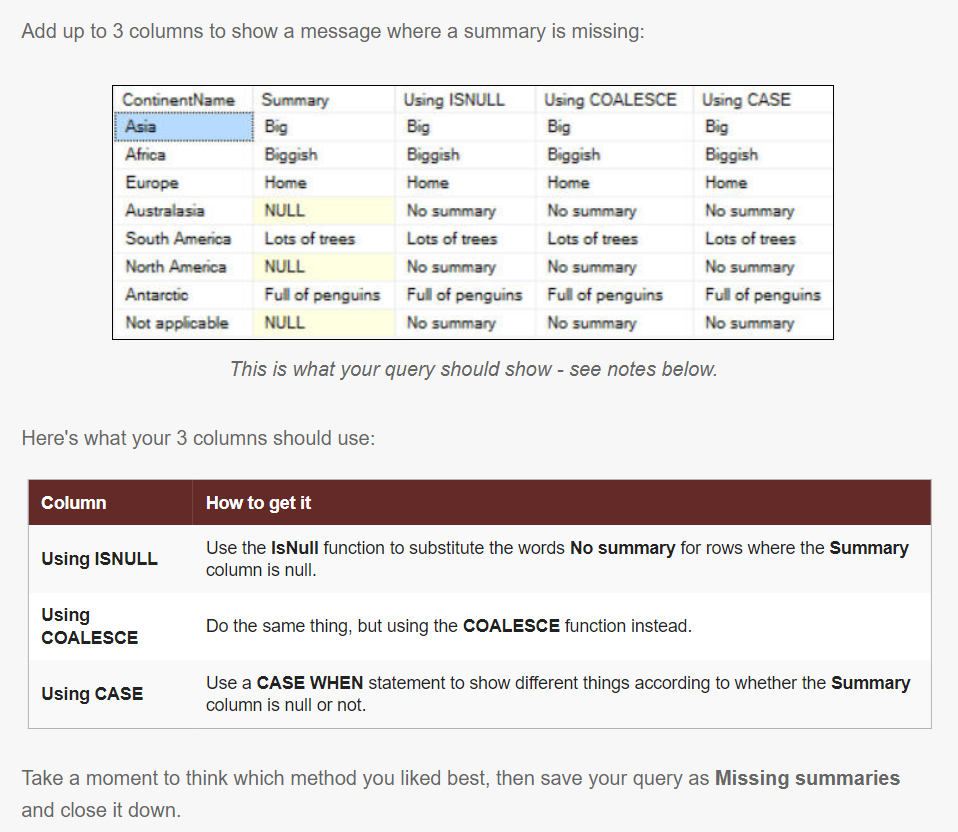 Add up to 3 columns to show a message where a summary is missing:
ContinentName Summary Using ISNULL Using COALESCE Using CASE
Asia Big Big Big Big
Africa Biggish Biggish Biggish Biggish
Europe Home Home Home Home
Australasia NULL No summary No summary No summary
South America Lots of trees Lots of trees Lots of trees Lots of trees
North America NULL No summary No summary No summary
Antarctic Full of penguins Full of penguins Full of penguins Full of penguins
Not applicable NULL No summary No summary No summary
This is what your query should show - see notes below.
Here's what your 3 columns should use:
Column How to get it
Using ISNULL
Use the IsNull function to substitute the words No summary for rows where the Summary
column is null.
Using
COALESCE
Do the same thing, but using the COALESCE function instead.
Using CASE
Use a CASE WHEN statement to show different things according to whether the Summary
column is null or not.
Take a moment to think which method you liked best, then save your query as Missing summaries
and close it down.